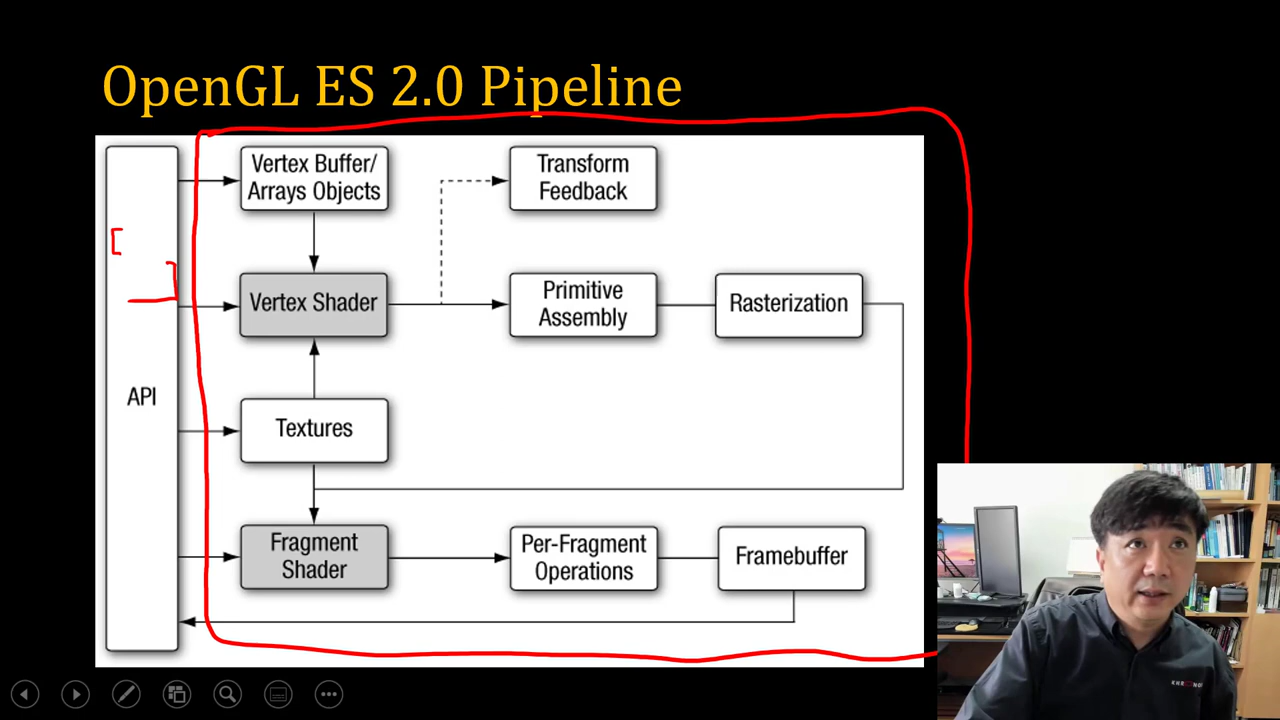 OpenGL ES 2.0 Pipeline
Vertex Buffer/
Arrays Objects
Transform
Feedback
Vertex Shader
Primitive
Assembly
Rasterization
API
Textures
Fragment
Shader
Per-Fragment
Operations
Framebuffer